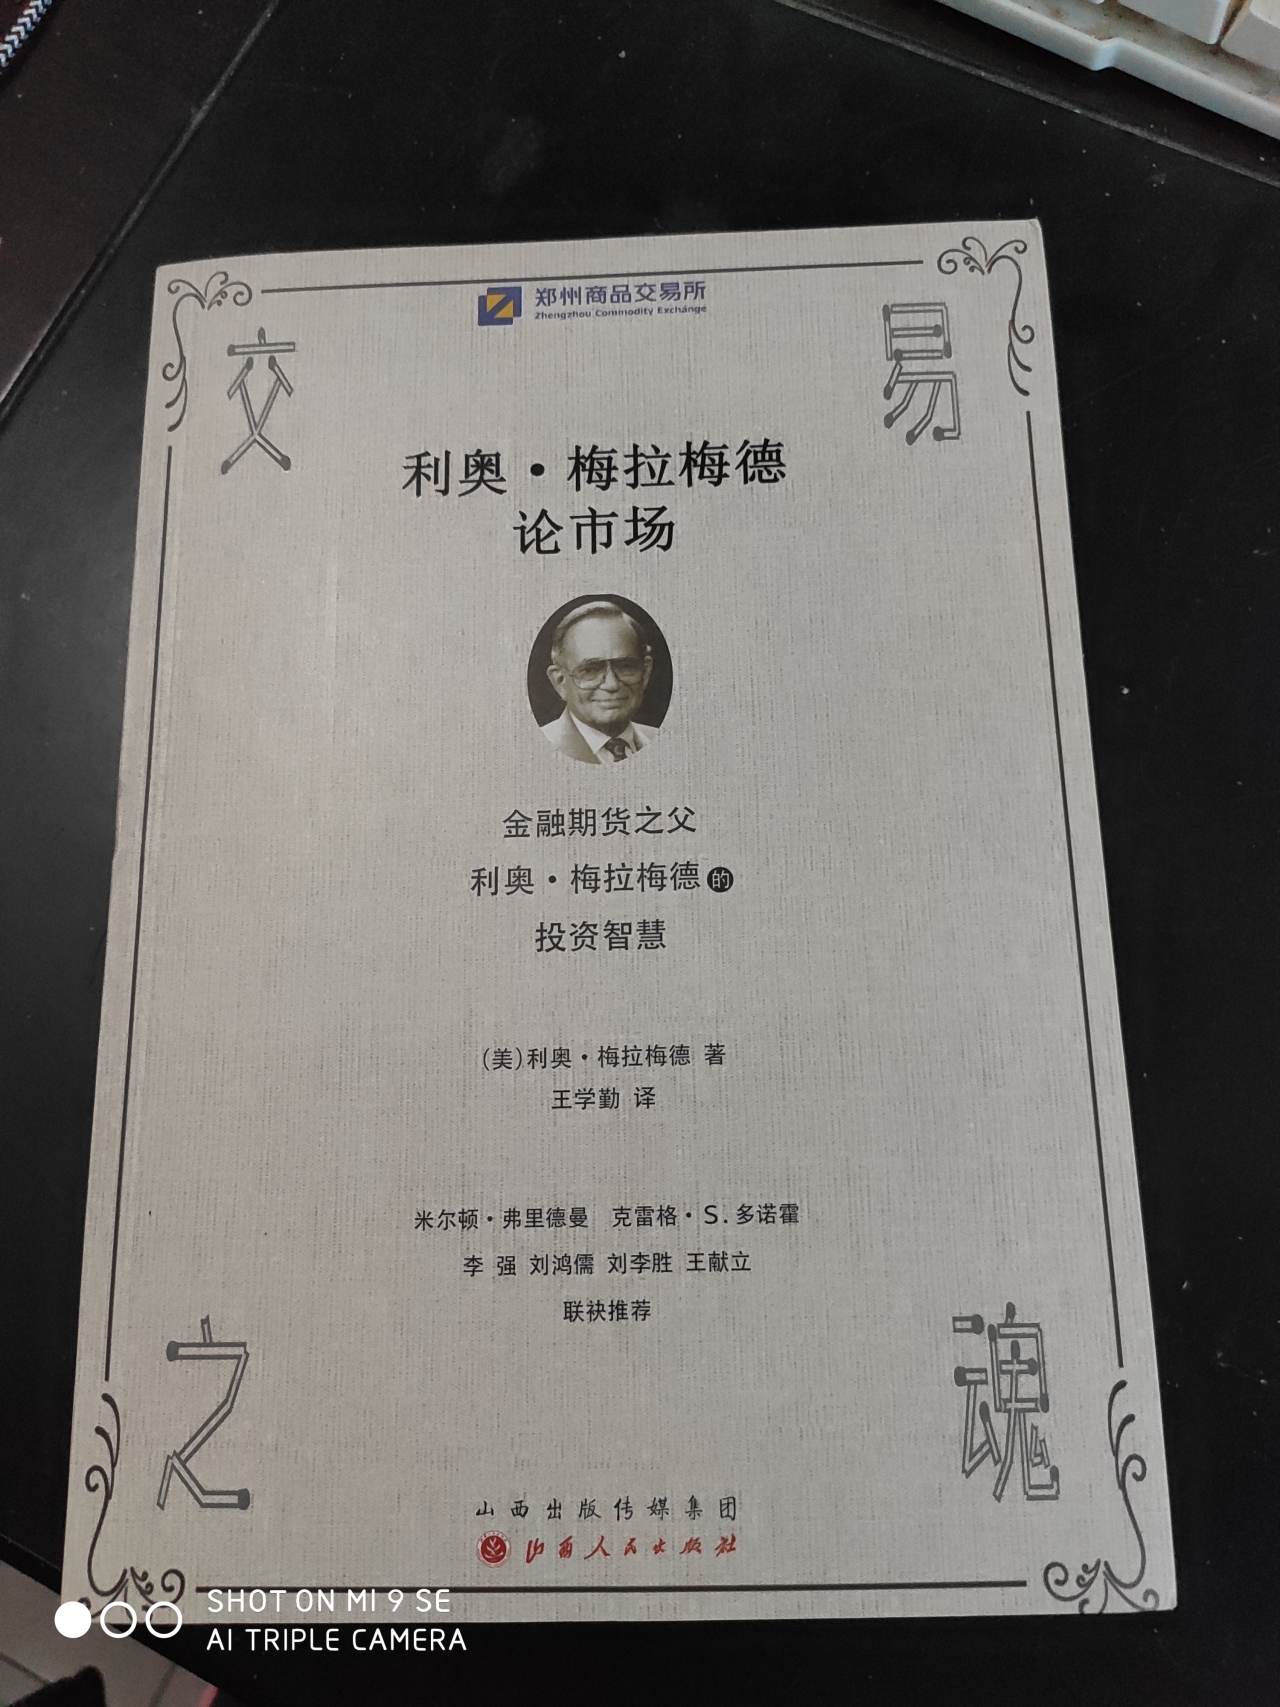 郑州商品交易所
Zhengzhou Commodity Exchange
交易
利奥·梅拉梅德
论市场
金融期货之父
利奥·梅拉梅德的
投资智慧
(美)利奥·梅拉梅德 著
王学勤 译
米尔顿·弗里德曼 克雷格·S.多诺霍
李 强 刘鸿儒 刘李胜 王献立
联袂推荐
之魂
山西出版传媒集团
山西人民出版社
SHOT ON MI 9 SE
AI TRIPLE CAMERA